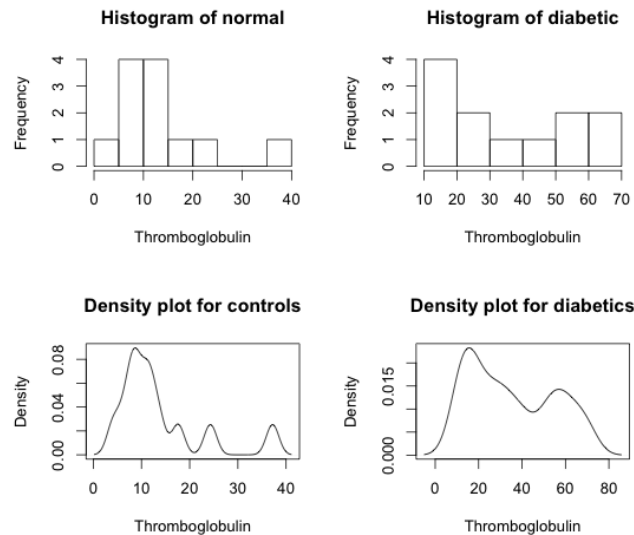 Histogram of normal
Frequency
0 1 2 3 4
0 10 20 30 40
Thromboglobulin
Histogram of diabetic
Frequency
0 1 2 3 4
10 20 30 40 50 60 70
Thromboglobulin
Density plot for controls
Density
0.00 0.04 0.08
0 10 20 30 40
Thromboglobulin
Density plot for diabetics
Density
0.000 0.015
0 20 40 60 80
Thromboglobulin